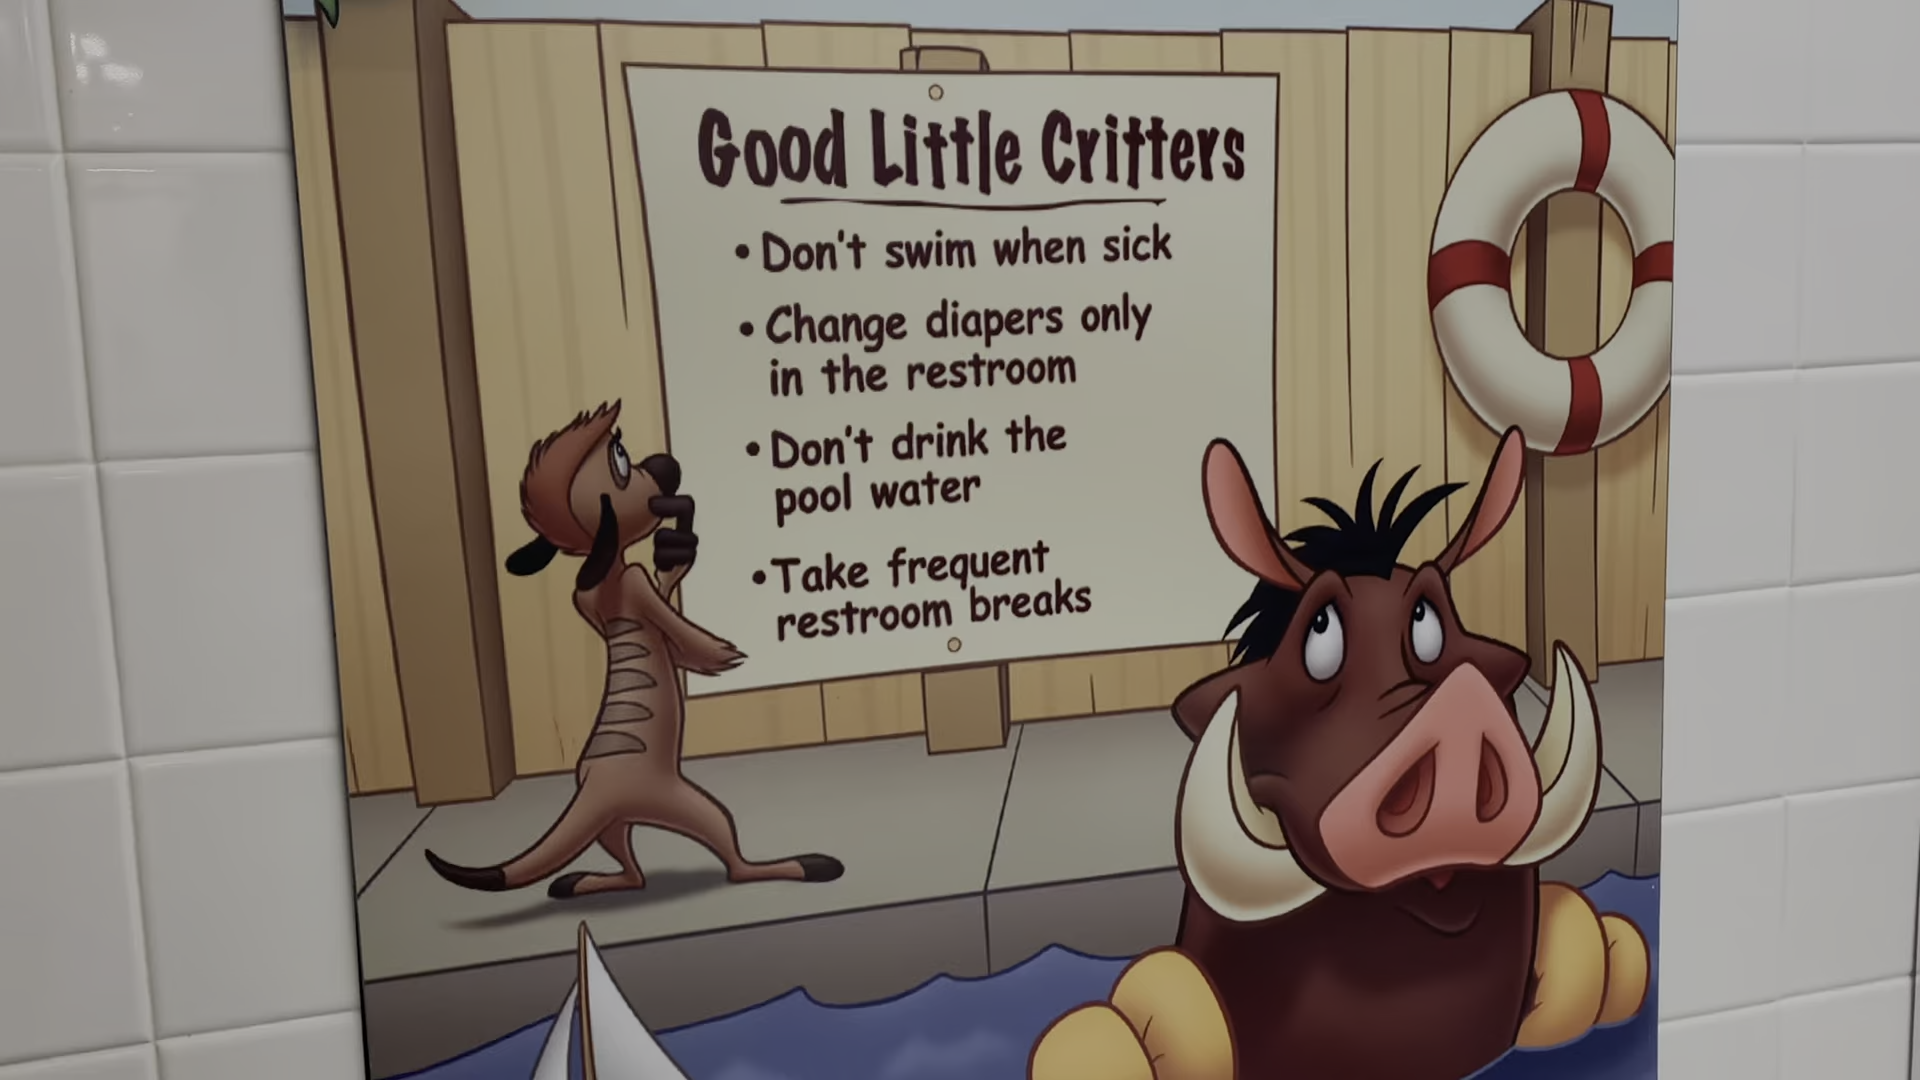 Good Little Critters
• Don't swim when sick
• Change diapers only
in the restroom
• Don't drink the
pool water
• Take frequent
restroom breaks